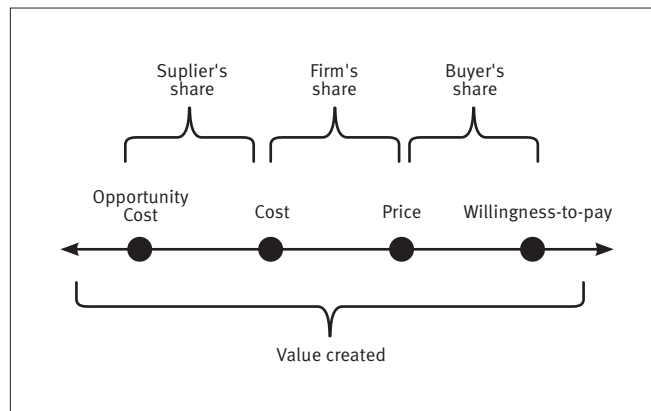 Suplier's
share
Firm's
share
Buyer's
share
Opportunity
Cost
Cost
Price
Willingness-to-pay
Value created